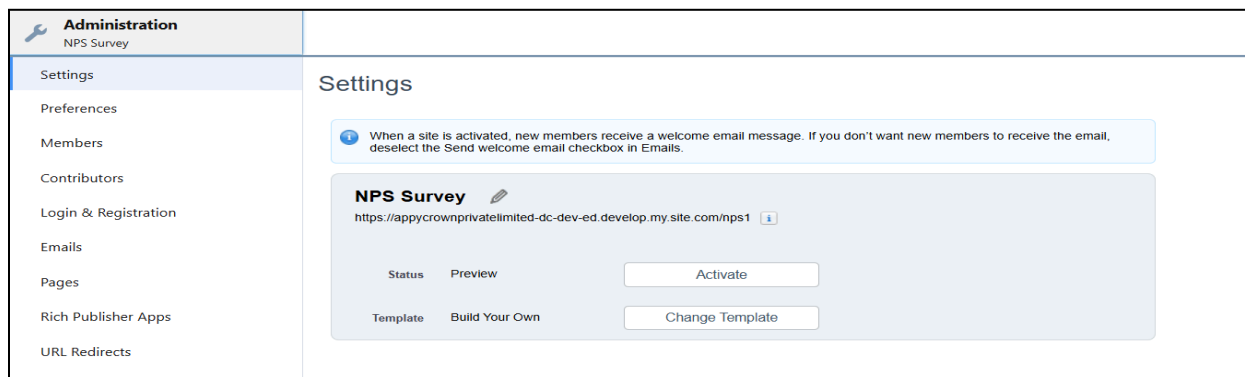 Administration
NPS Survey
Settings
Preferences
Members
Contributors
Login & Registration
Emails
Pages
Rich Publisher Apps
URL Redirects
Settings
When a site is activated, new members receive a welcome email message. If you don't want new members to receive the email,
deselect the Send welcome email checkbox in Emails.
NPS Survey
https://appycrownprivatelimited-dc-dev-ed.develop.my.site.com/nps1
Status Preview Activate
Template Build Your Own Change Template